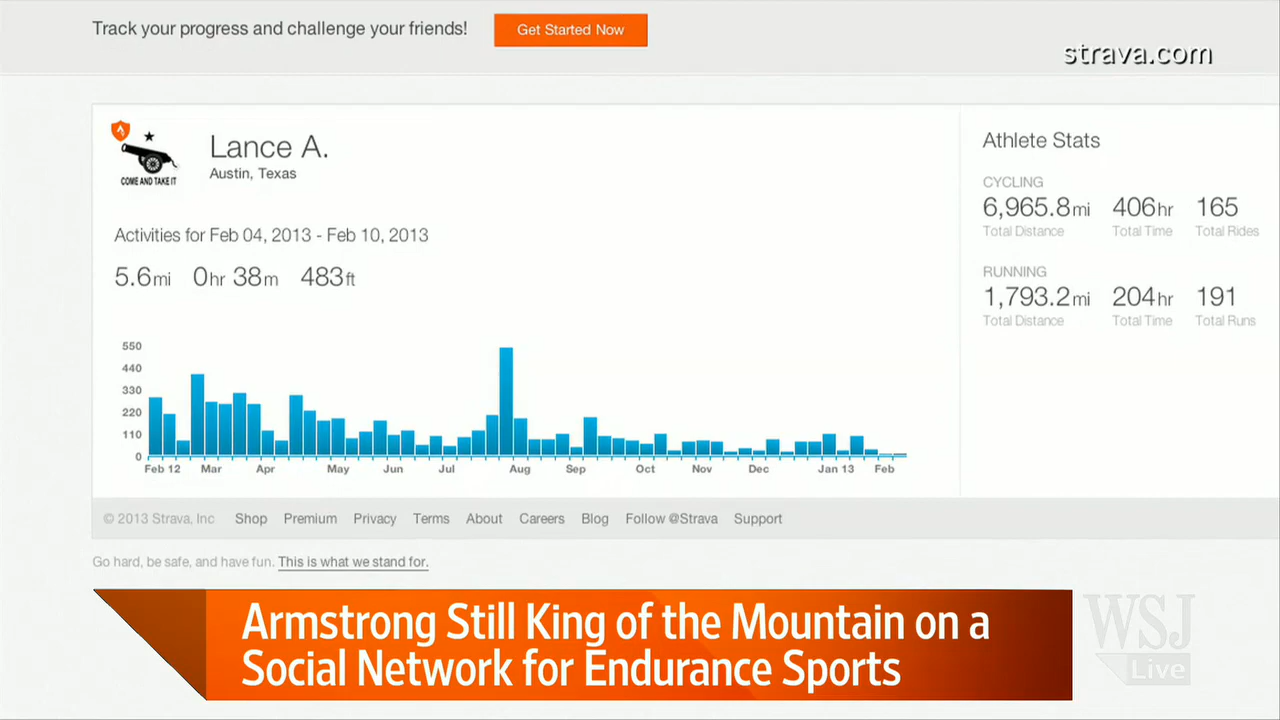 Track your progress and challenge your friends!
Get Started Now
strava.com
COME AND TAKE IT
Lance A.
Austin, Texas
Activities for Feb 04, 2013 - Feb 10, 2013
5.6mi 0hr 38m 483ft
550
440
330
220
110
0
Feb 12 Mar Apr May Jun Jul Aug Sep Oct Nov Dec Jan 13 Feb
Athlete Stats
CYCLING
6,965.8mi 406hr 165
Total Distance Total Time Total Rides
RUNNING
1,793.2mi 204hr 191
Total Distance Total Time Total Runs
© 2013 Strava, Inc Shop Premium Privacy Terms About Careers Blog Follow @Strava Support
Go hard, be safe, and have fun. This is what we stand for.
Armstrong Still King of the Mountain on a
Social Network for Endurance Sports
WSJ
Live